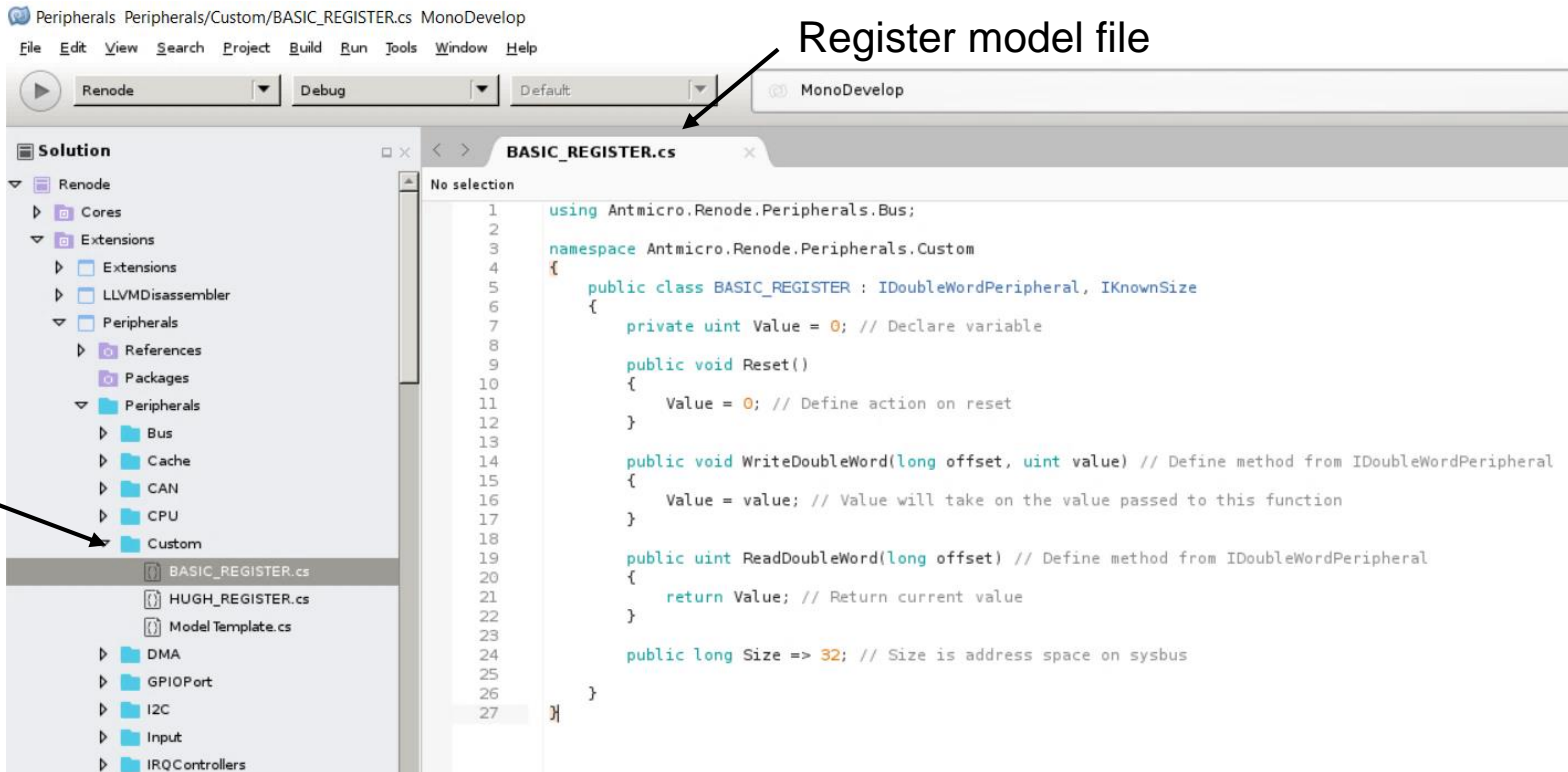 Peripherals Peripherals/Custom/BASIC_REGISTER.cs MonoDevelop
File Edit View Search Project Build Run Tools Window Help
Register model file
Renode Debug Default MonoDevelop
Solution
BASIC_REGISTER.cs
Renode
No selection
Cores
Extensions
Extensions
LLVMDisassembler
Peripherals
References
Packages
Peripherals
Bus
Cache
CAN
CPU
Custom
BASIC_REGISTER.cs
HUGH_REGISTER.cs
Model Template.cs
DMA
GPIOPort
I2C
Input
IRQControllers
1 using Antmicro.Renode.Peripherals.Bus;
2
3 namespace Antmicro.Renode.Peripherals.Custom
4 {
5 public class BASIC_REGISTER : IDoubleWordPeripheral, IKnownSize
6 {
7 private uint Value = 0; // Declare variable
8
9 public void Reset()
10 {
11 Value = 0; // Define action on reset
12 }
13
14 public void WriteDoubleWord(long offset, uint value) // Define method from IDoubleWordPeripheral
15 {
16 Value = value; // Value will take on the value passed to this function
17 }
18
19 public uint ReadDoubleWord(long offset) // Define method from IDoubleWordPeripheral
20 {
21 return Value; // Return current value
22 }
23
24 public long Size => 32; // Size is address space on sysbus
25
26 }
27 }